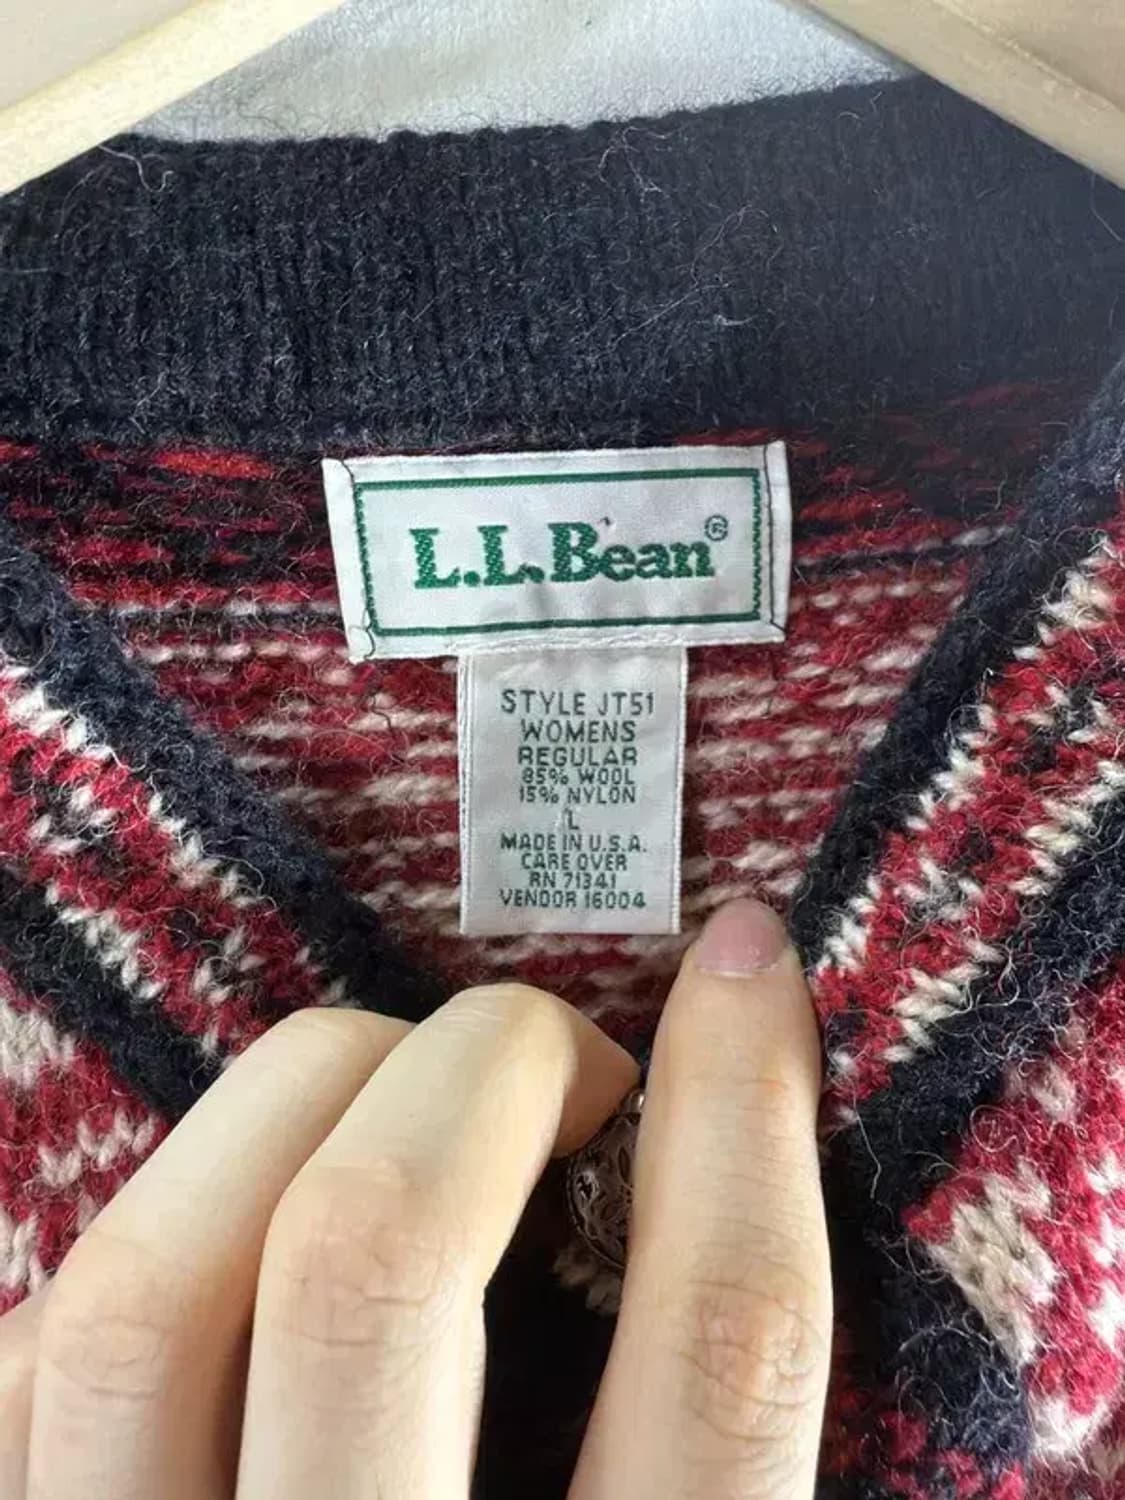 L.L.Bean®
STYLE JT51
WOMENS
REGULAR
85% WOOL
15% NYLON
L
MADE IN U.S.A.
CARE OVER
RN 71341
VENDOR 16004